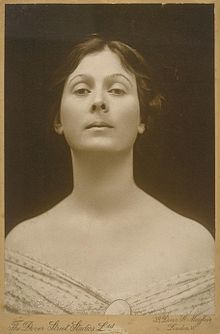 The Dover Street Studios Ltd
38 Dover St. Mayfair
London. W.